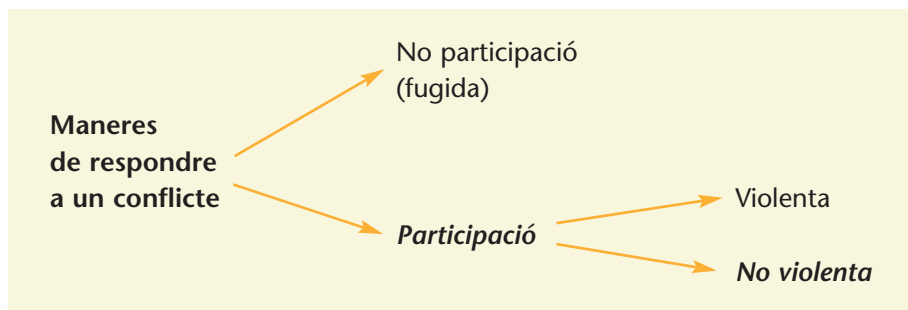 No participació
(fugida)
Maneres
de respondre
a un conflicte
Participació
Violenta
No violenta